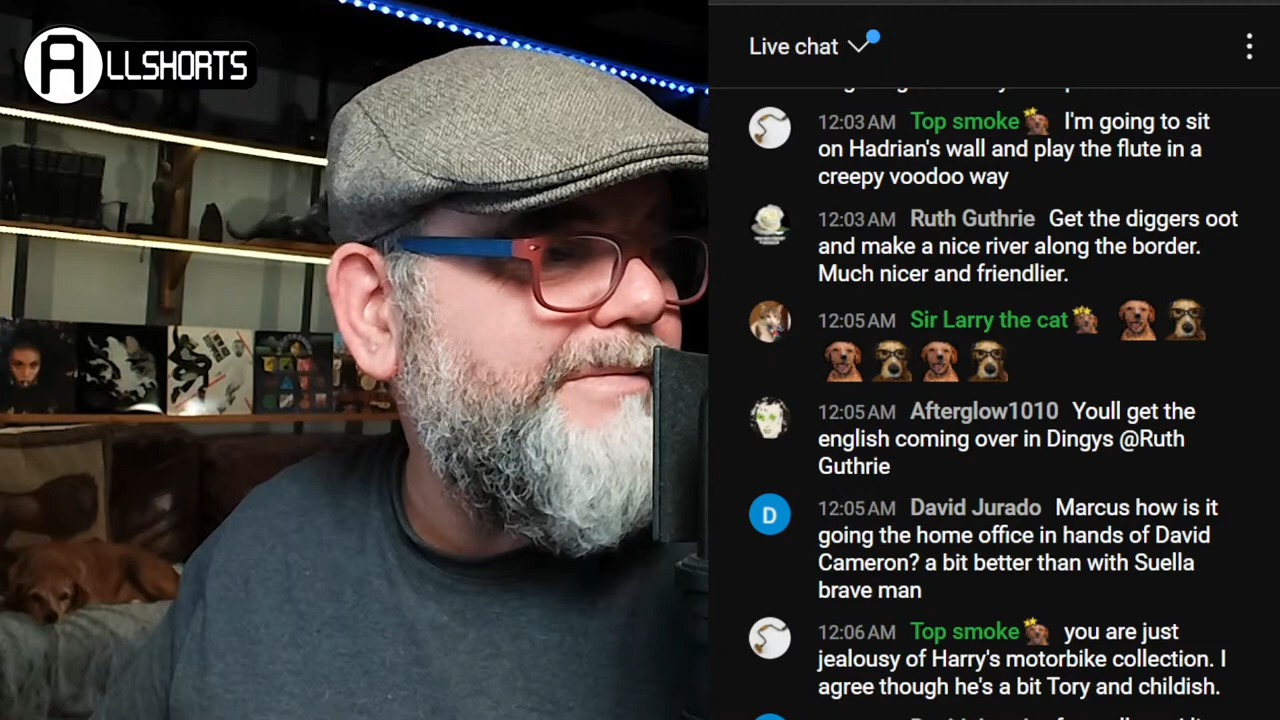 ALLSHORTS
Live chat
12:03 AM Top smoke I'm going to sit
on Hadrian's wall and play the flute in a
creepy voodoo way
12:03 AM Ruth Guthrie Get the diggers oot
and make a nice river along the border.
Much nicer and friendlier.
12:05 AM Sir Larry the cat
12:05 AM Afterglow1010 Youll get the
english coming over in Dingys @Ruth
Guthrie
D
12:05 AM David Jurado Marcus how is it
going the home office in hands of David
Cameron? a bit better than with Suella
brave man
12:06 AM Top smoke you are just
jealousy of Harry's motorbike collection. I
agree though he's a bit Tory and childish.